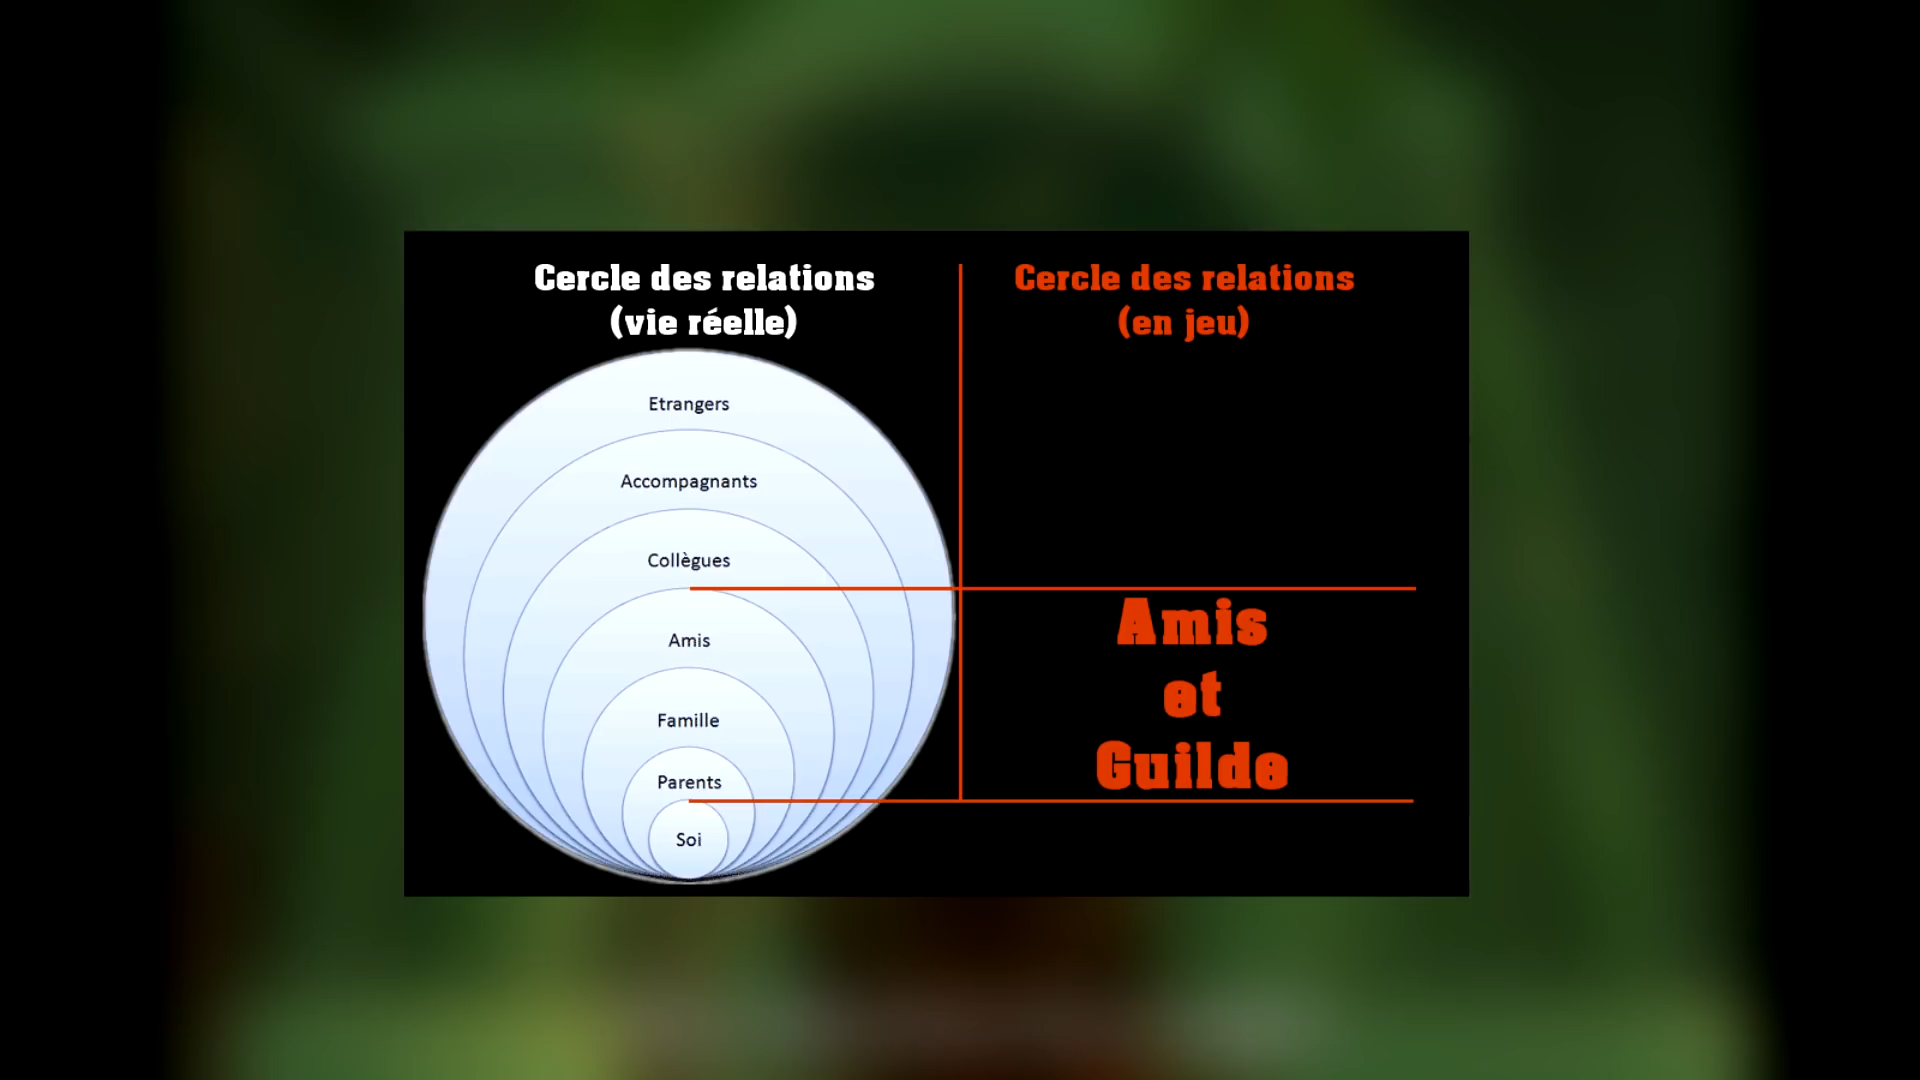 Cercle des relations
(vie réelle)
Etrangers
Accompagnants
Collègues
Amis
Famille
Parents
Soi
Cercle des relations
(en jeu)
Amis
et
Guilde